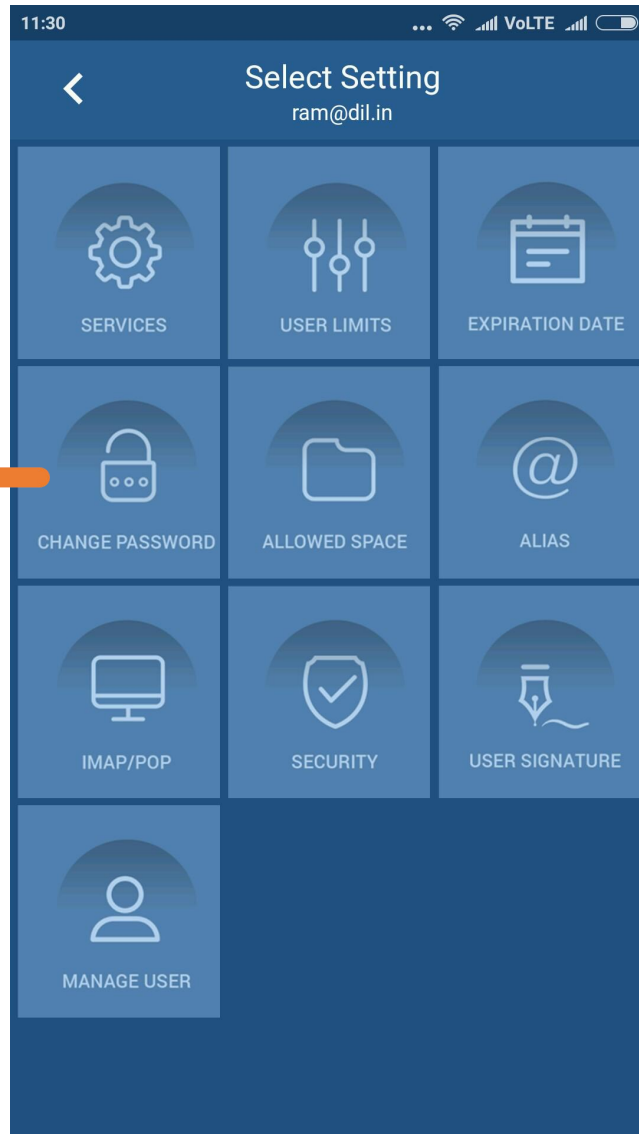 11:30 ... VoLTE
Select Setting
ram@dil.in
SERVICES USER LIMITS EXPIRATION DATE
CHANGE PASSWORD ALLOWED SPACE ALIAS
IMAP/POP SECURITY USER SIGNATURE
MANAGE USER